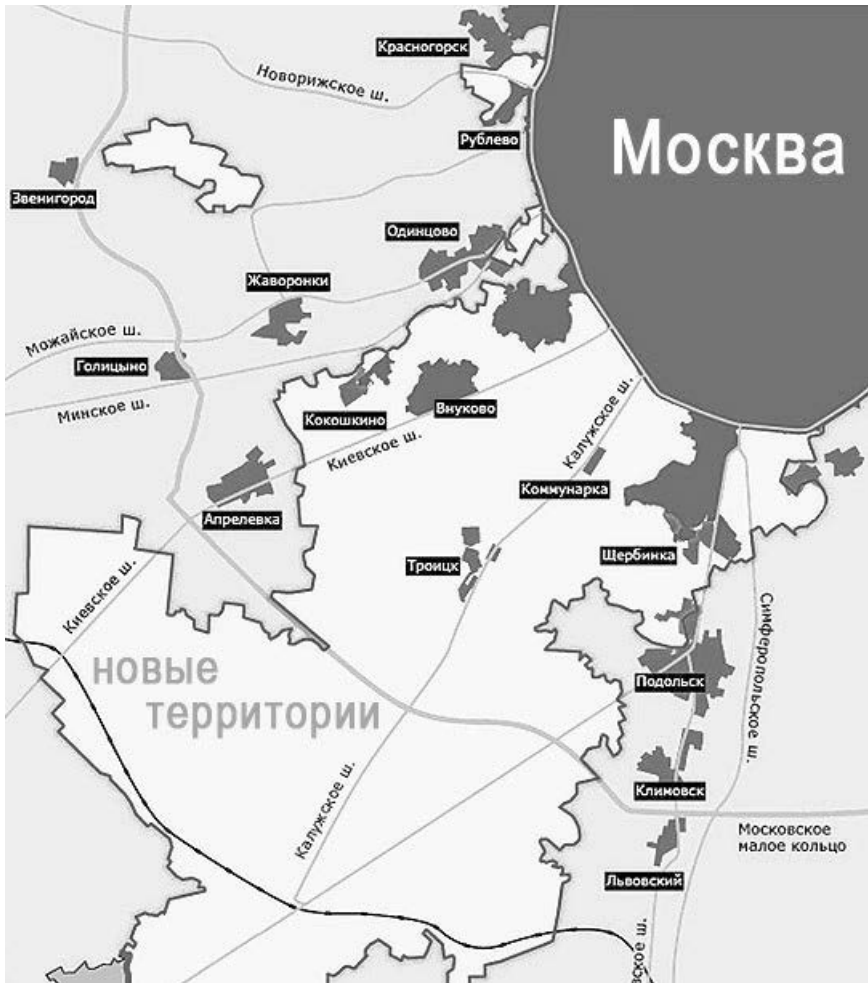 Красногорск
Новорижское ш.
Рублево
Москва
Звенигород
Одинцово
Жаворонки
Можайское ш.
Голицыно
Минское ш.
Кокошкино
Внуково
Киевское ш.
Калужское ш.
Коммунарка
Апрелевка
Троицк
Щербинка
Киевское ш.
Симферопольское ш.
новые
территории
Подольск
Калужское ш.
Климовск
Московское
малое кольцо
Львовский
вское ш.